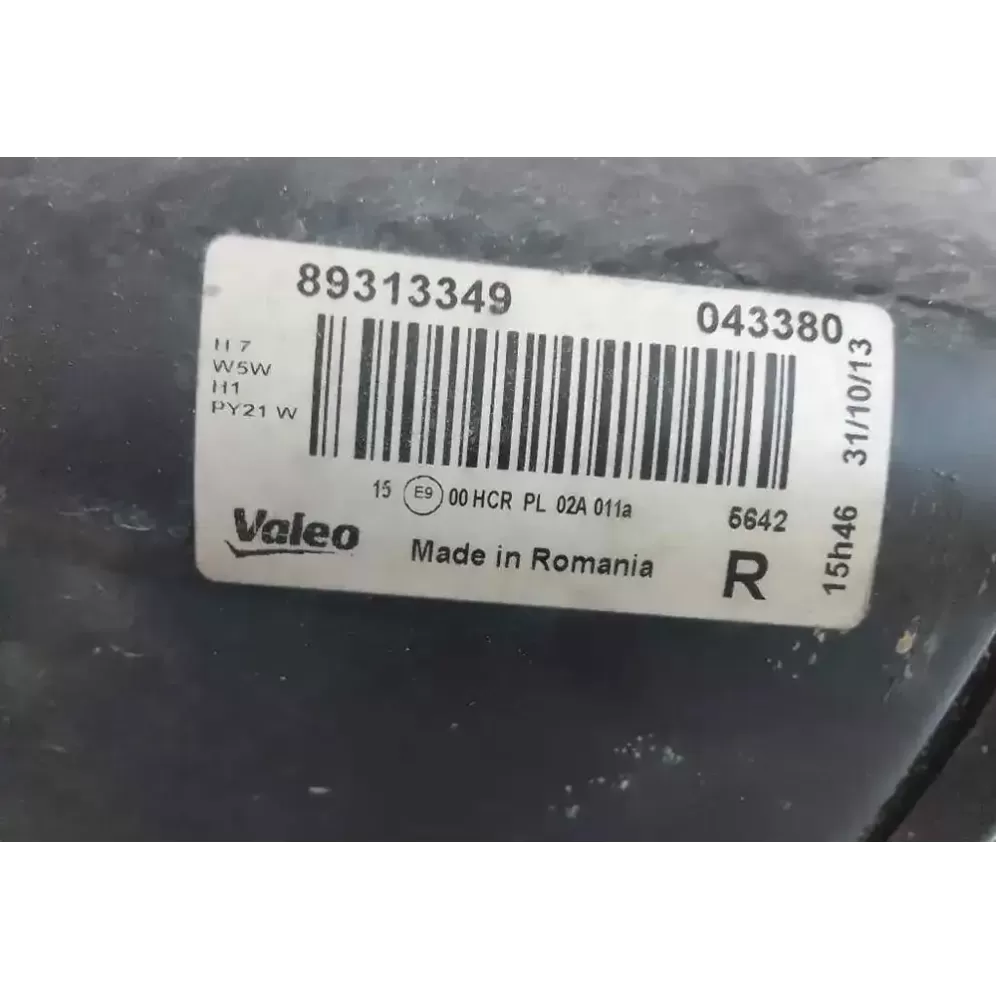 89313349
043380
H7
W5W
H1
PY21 W
31/10/13
15 E9 00 HCR PL 02A 011a
5642
15h46
Valeo
Made in Romania
R